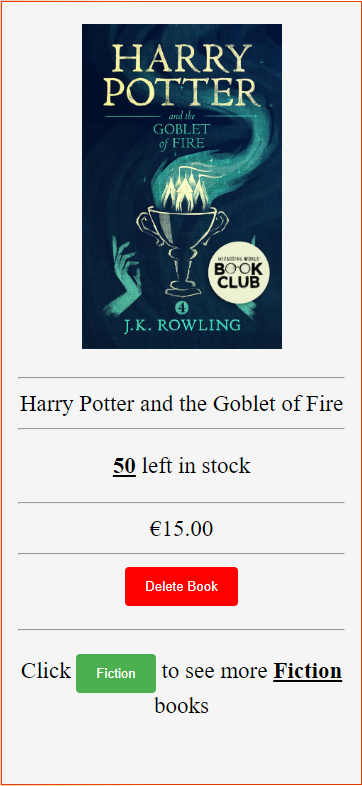 HARRY
POTTER
and the
GOBLET
of FIRE
WIZARDING WORLD
BOOK
CLUB
4
J.K. ROWLING
Harry Potter and the Goblet of Fire
50 left in stock
€15.00
Delete Book
Click Fiction to see more Fiction
books